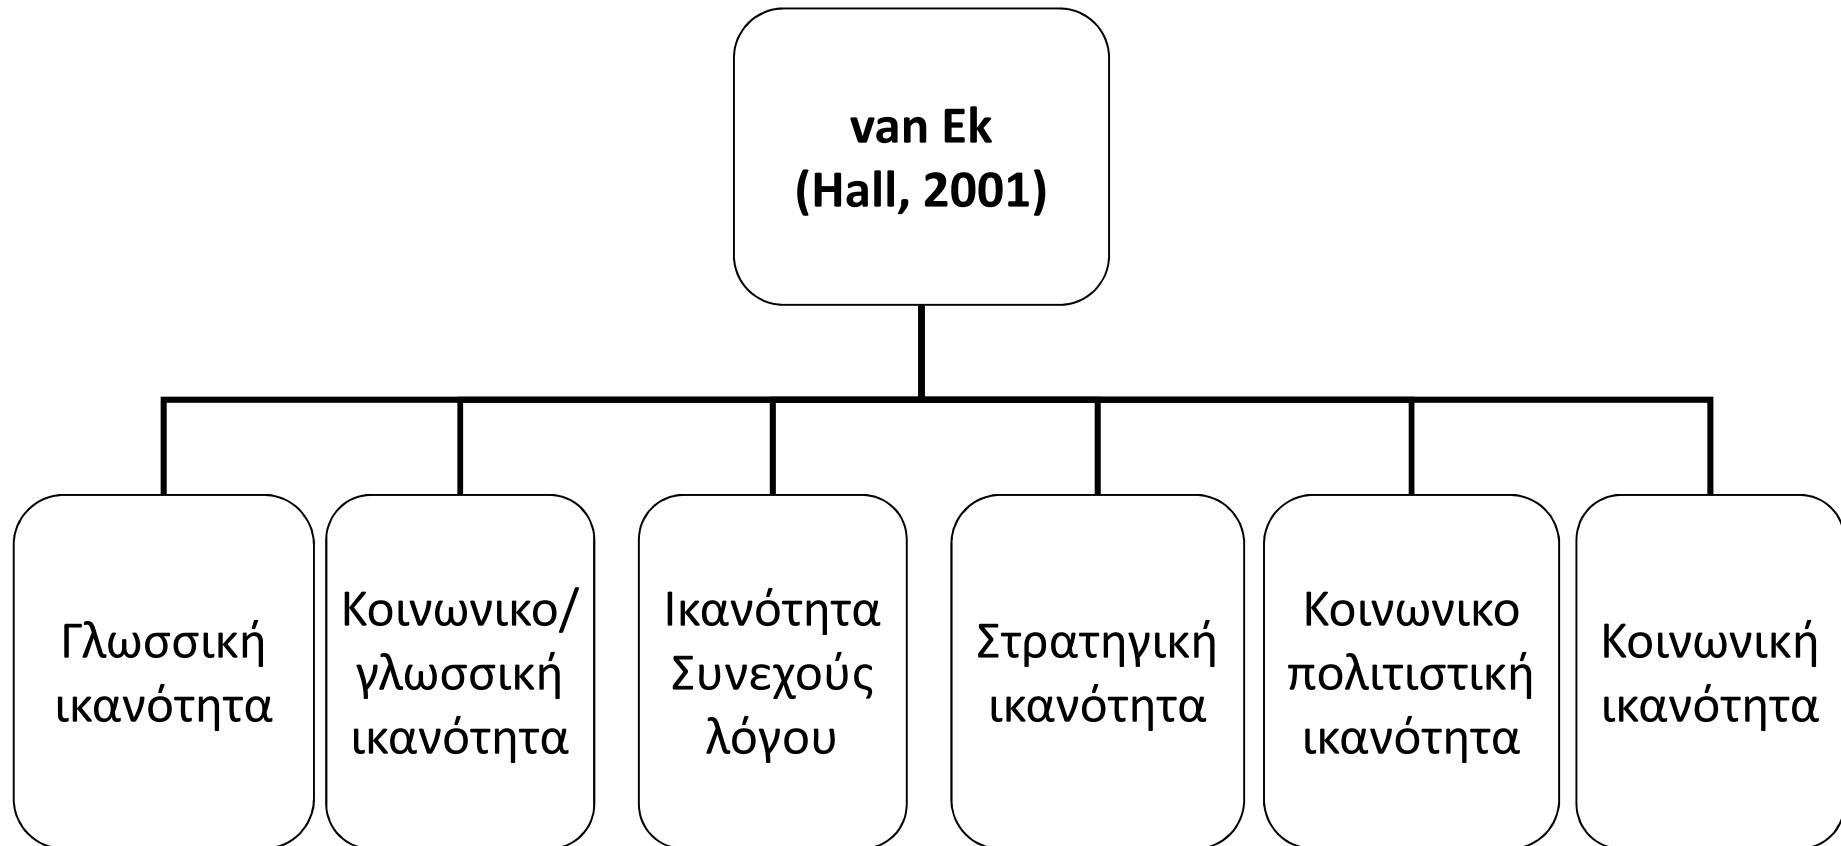 van Ek
(Hall, 2001)
Γλωσσική
ικανότητα
Κοινωνικο/
γλωσσική
ικανότητα
Ικανότητα
Συνεχούς
λόγου
Στρατηγική
ικανότητα
Κοινωνικο
πολιτιστική
ικανότητα
Κοινωνική
ικανότητα